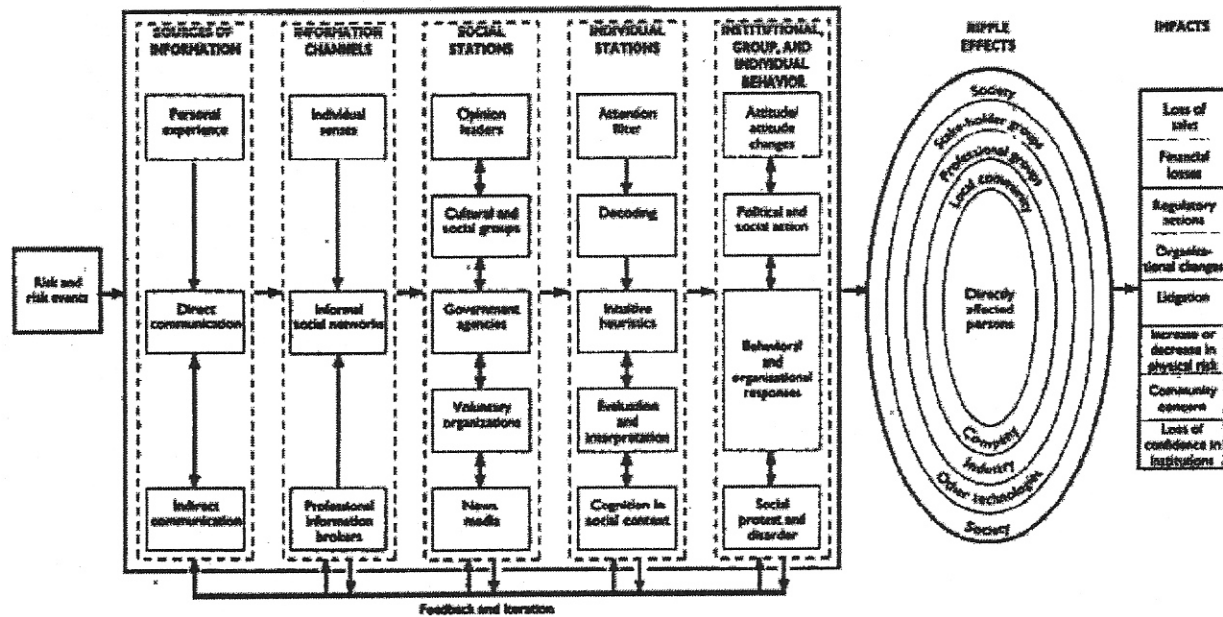 SOURCES OF
INFORMATION
Personal
experience
Direct
communication
Indirect
communication
INFORMATION
CHANNELS
Individual
senses
Informal
social networks
Professional
information
brokers
SOCIAL
STATIONS
Opinion
leaders
Cultural and
social groups
Government
agencies
Voluntary
organizations
News
media
INDIVIDUAL
STATIONS
Attention
filter
Decoding
Intuitive
heuristics
Evaluation
and
interpretation
Cognition in
social context
INSTITUTIONAL,
GROUP, AND
INDIVIDUAL
BEHAVIOR
Attitude/
attitude
changes
Political and
social action
Behavioral
and
organizational
responses
Social
protest and
disorder
Risk and
risk events
Feedback and iteration
RIPPLE
EFFECTS
Society
Stake-holder groups
Professional groups
Local community
Directly
affected
persons
Company
Industry
Other technologies
Society
IMPACTS
Loss of
sales
Financial
losses
Regulatory
actions
Organiza-
tional changes
Litigation
Increase or
decrease in
physical risk
Community
concern
Loss of
confidence in
institutions